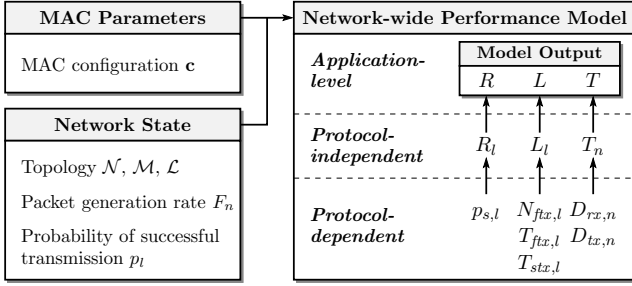 MAC Parameters
MAC configuration c
Network State
Topology 𝒩, ℳ, ℒ
Packet generation rate F_n
Probability of successful
transmission p_l
Network-wide Performance Model
Application-
level
Model Output
R L T
Protocol-
independent
R_l L_l T_n
Protocol-
dependent
p_{s,l} N_{ftx,l} D_{rx,n}
T_{ftx,l} D_{tx,n}
T_{stx,l}